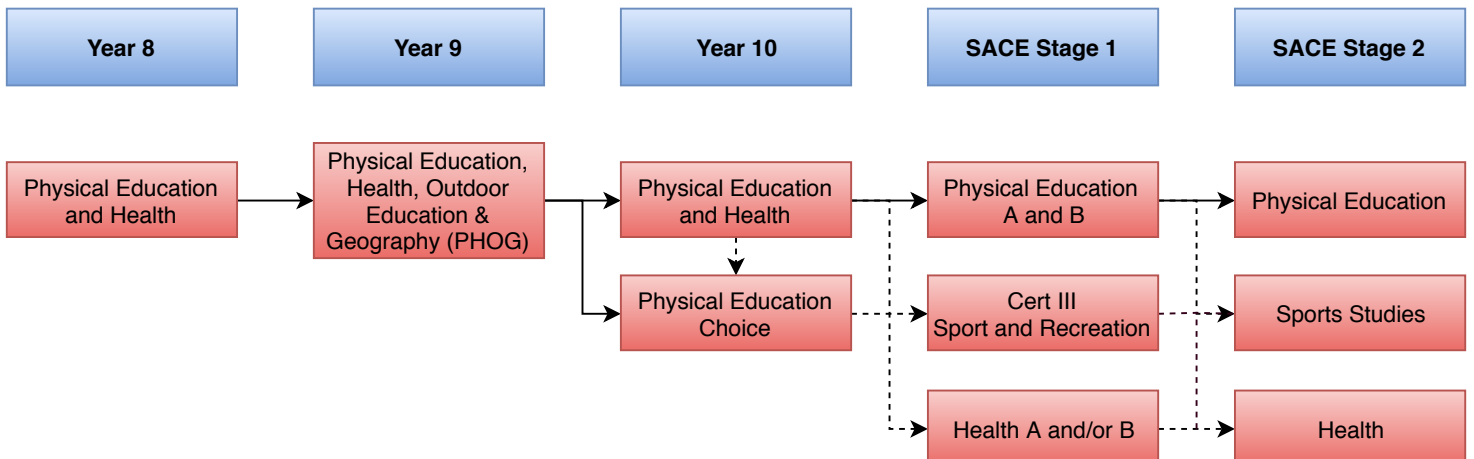 Year 8
Year 9
Year 10
SACE Stage 1
SACE Stage 2
Physical Education
and Health
Physical Education,
Health, Outdoor
Education &
Geography (PHOG)
Physical Education
and Health
Physical Education
A and B
Physical Education
Physical Education
Choice
Cert III
Sport and Recreation
Sports Studies
Health A and/or B
Health